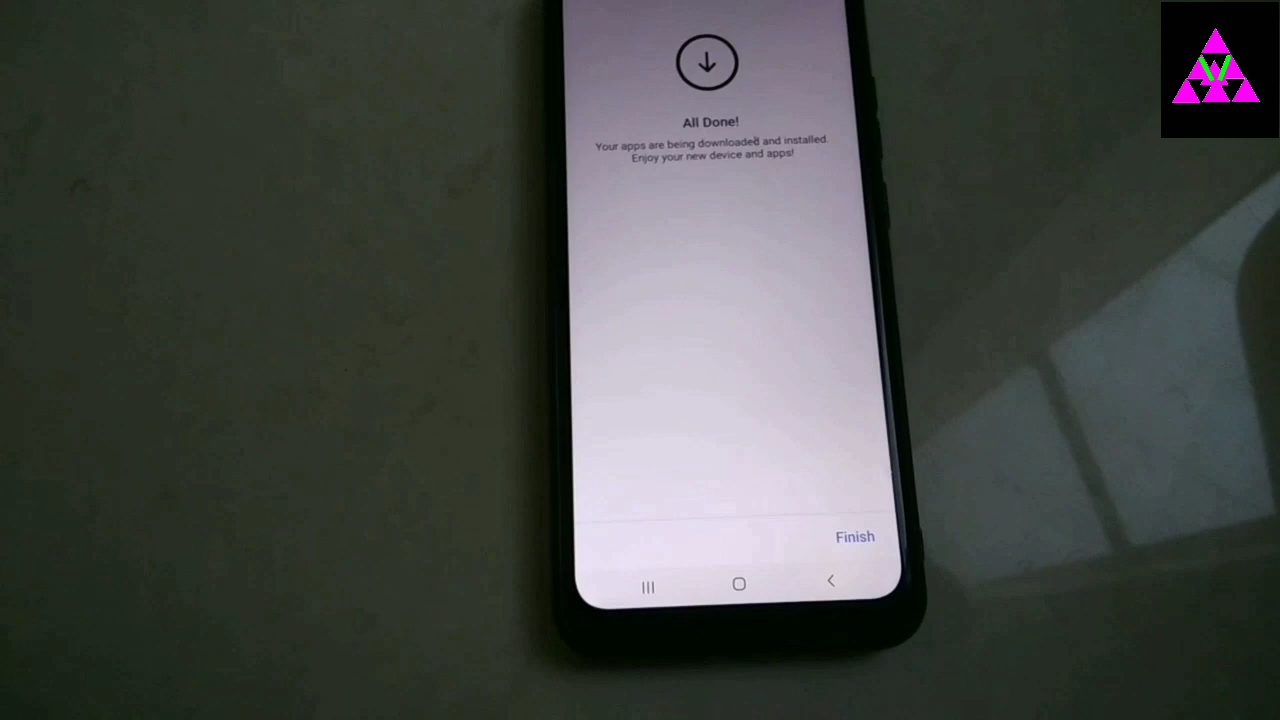 All Done!
Your apps are being downloaded and installed.
Enjoy your new device and apps!
Finish
W